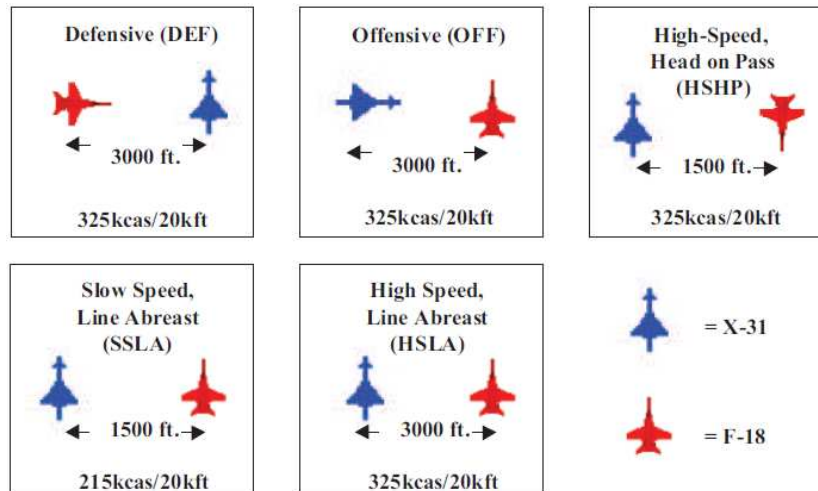 Defensive (DEF)
3000 ft.
325kcas/20kft
Offensive (OFF)
3000 ft.
325kcas/20kft
High-Speed,
Head on Pass
(HSHP)
1500 ft.
325kcas/20kft
Slow Speed,
Line Abreast
(SSLA)
1500 ft.
215kcas/20kft
High Speed,
Line Abreast
(HSLA)
3000 ft.
325kcas/20kft
= X-31
= F-18